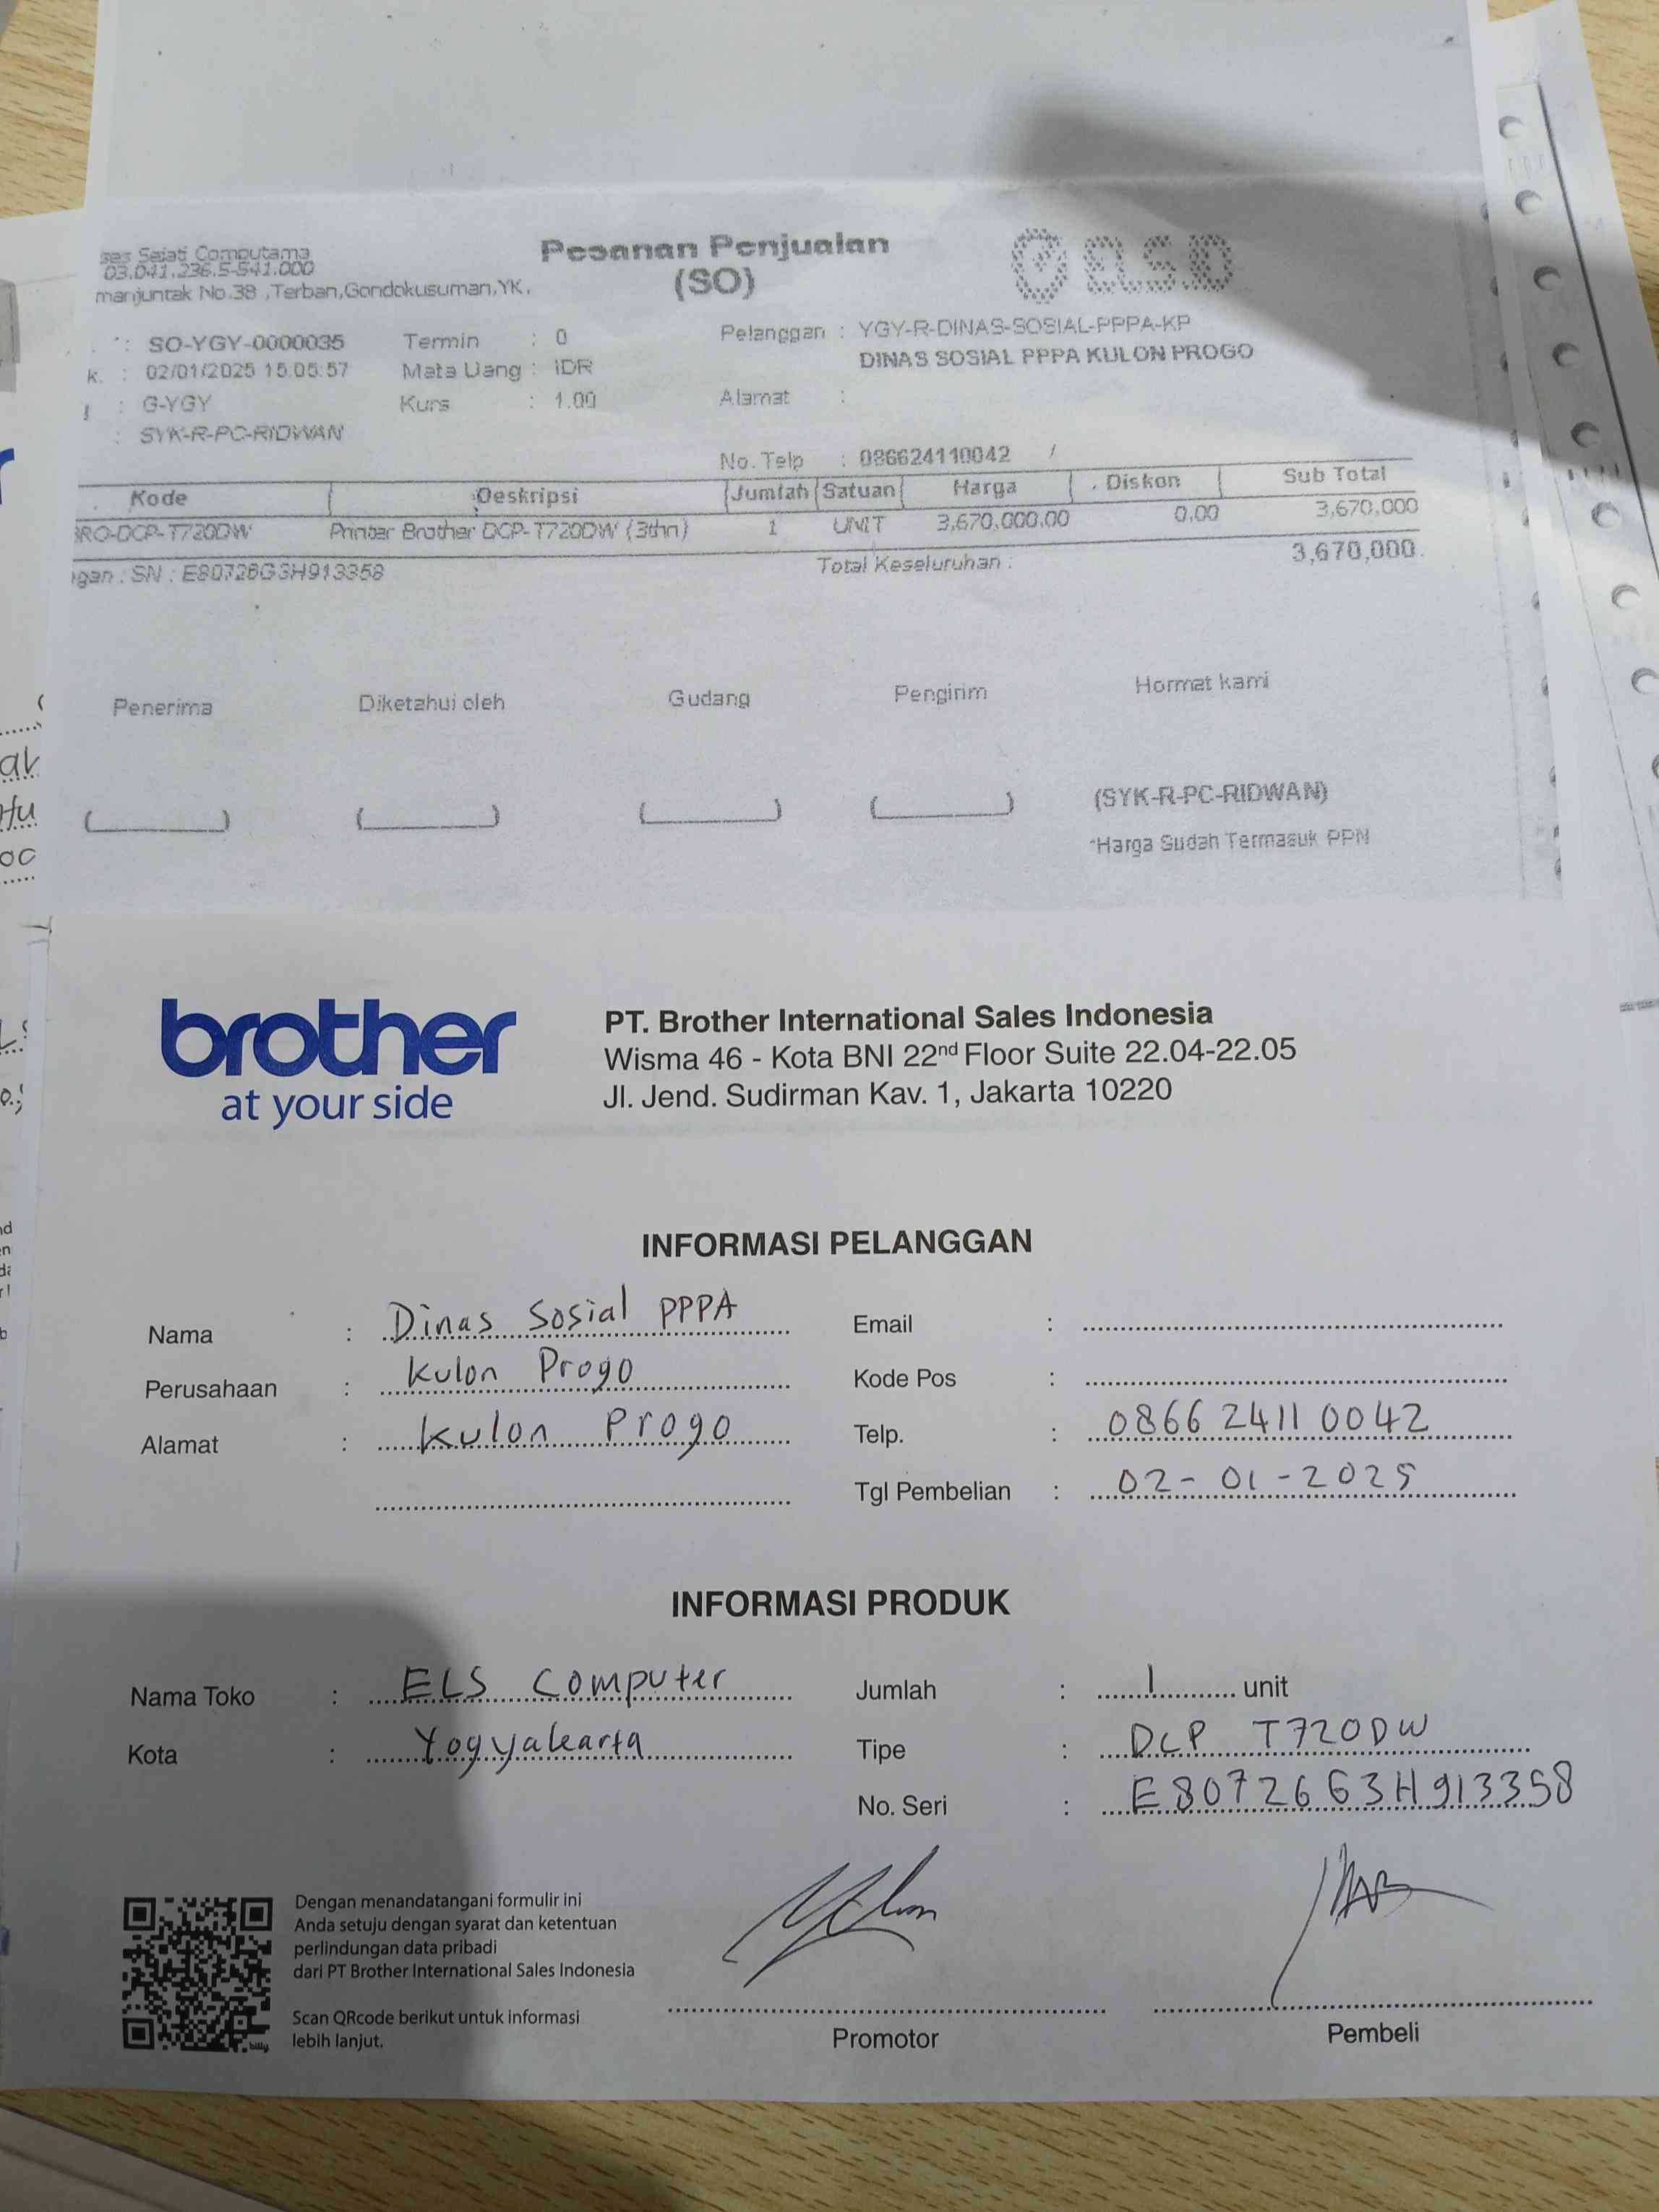 Sejati Computama
03.041.236.5-541.000
manjuntak No.38 ,Terban,Gondokusuman,YK.
Pesanan Penjualan
(SO)
: SO-YGY-0000035
k. : 02/01/2025 15:05:57
: G-YGY
: SYK-R-PC-RIDWAN
Termin : 0
Mata Uang : IDR
Kurs : 1.00
Pelanggan : YGY-R-DINAS-SOSIAL-PPPA-KP
DINAS SOSIAL PPPA KULON PROGO
Alamat :
No. Telp : 086624110042 /
Kode Deskripsi Jumlah Satuan Harga Diskon Sub Total
BRO-DCP-T720DW Printer Brother DCP-T720DW (3thn) 1 UNIT 3,670,000.00 0.00 3,670,000
ngan : SN : E80726G3H913358 Total Keseluruhan : 3,670,000
Penerima Diketahui oleh Gudang Pengirim Hormat kami
(SYK-R-PC-RIDWAN)
*Harga Sudah Termasuk PPN
brother
at your side
PT. Brother International Sales Indonesia
Wisma 46 - Kota BNI 22nd Floor Suite 22.04-22.05
Jl. Jend. Sudirman Kav. 1, Jakarta 10220
INFORMASI PELANGGAN
Nama : Dinas Sosial PPPA
Perusahaan : Kulon Progo
Alamat : Kulon Progo
Email :
Kode Pos :
Telp. : 0866 2411 0042
Tgl Pembelian : 02-01-2025
INFORMASI PRODUK
Nama Toko : ELS Computer
Kota : Yogyakarta
Jumlah : 1 unit
Tipe : DCP T720DW
No. Seri : E80726G3H913358
Dengan menandatangani formulir ini
Anda setuju dengan syarat dan ketentuan
perlindungan data pribadi
dari PT Brother International Sales Indonesia
Scan QRcode berikut untuk informasi
lebih lanjut.
Promotor
Pembeli